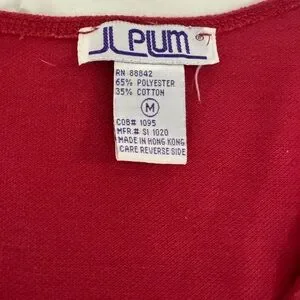 JL PLUM®
RN 88842
65% POLYESTER
35% COTTON
M
COB# 1095
MFR.# SI 1020
MADE IN HONG KONG
CARE REVERSE SIDE